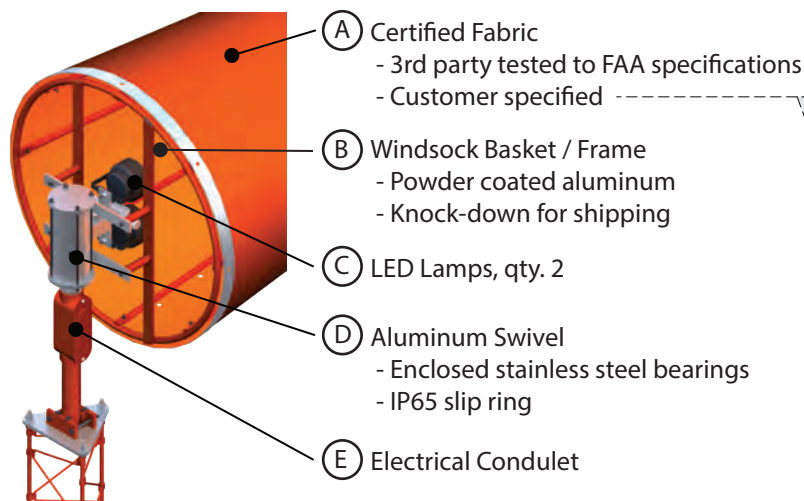 A Certified Fabric
- 3rd party tested to FAA specifications
- Customer specified
B Windsock Basket / Frame
- Powder coated aluminum
- Knock-down for shipping
C LED Lamps, qty. 2
D Aluminum Swivel
- Enclosed stainless steel bearings
- IP65 slip ring
E Electrical Condulet